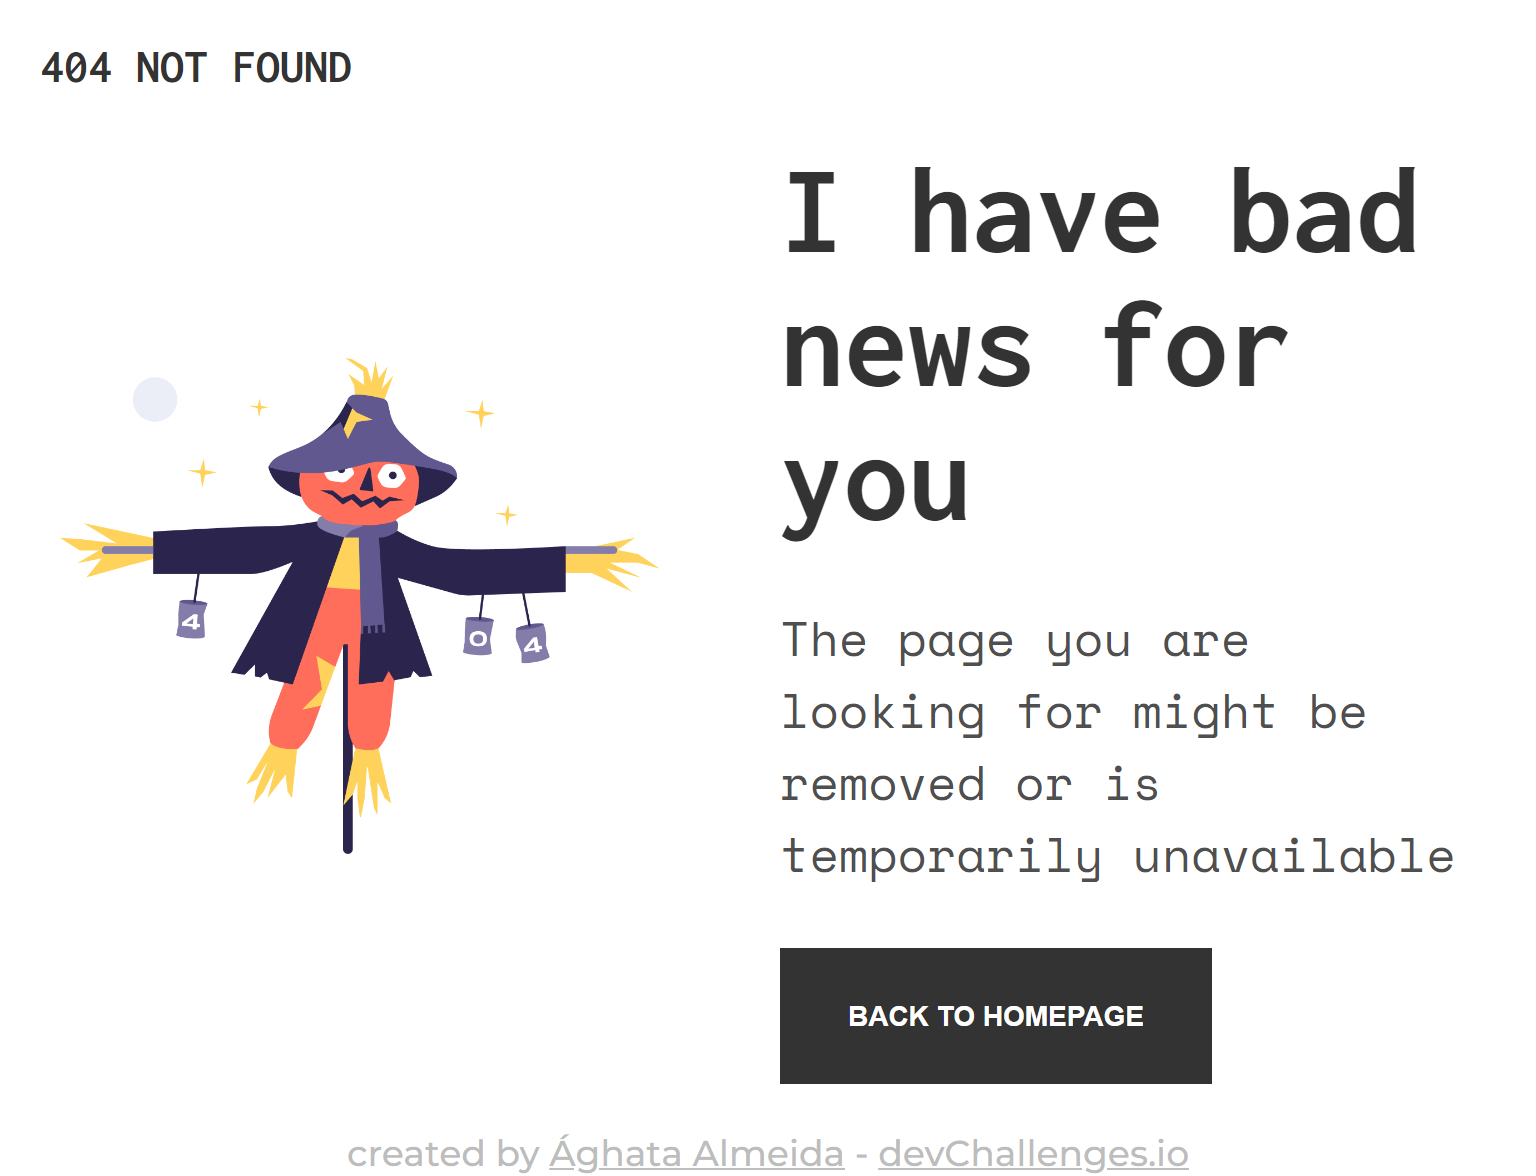 404 NOT FOUND
I have bad
news for
you
The page you are
looking for might be
removed or is
temporarily unavailable
4
0
4
BACK TO HOMEPAGE
created by Ághata Almeida - devChallenges.io